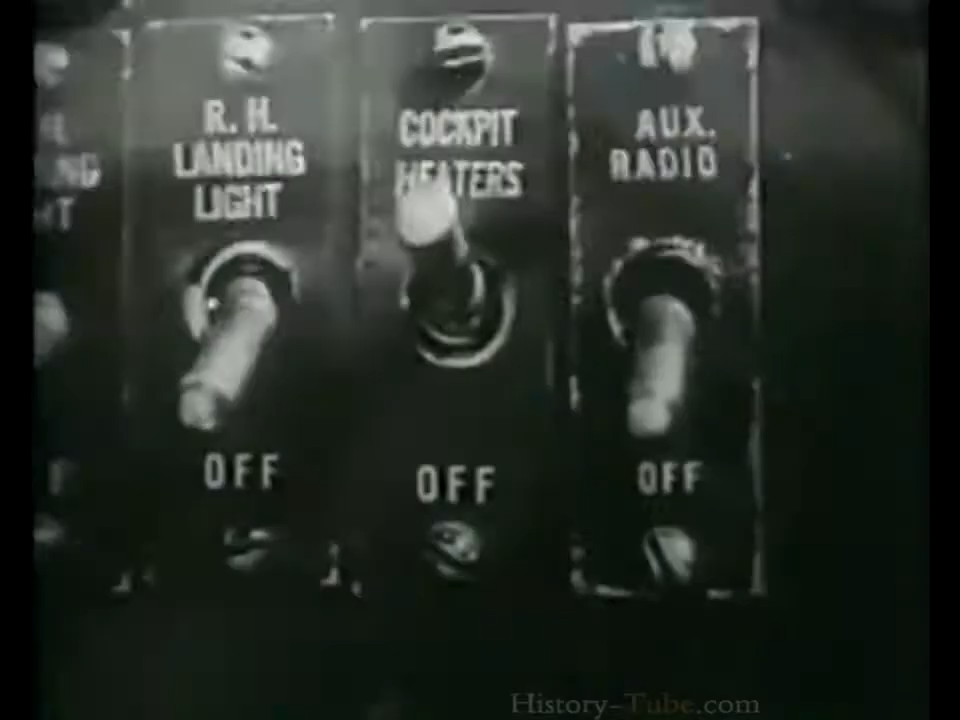 R. H.
LANDING
LIGHT
OFF
COCKPIT
HEATERS
OFF
AUX.
RADIO
OFF
History-Tube.com